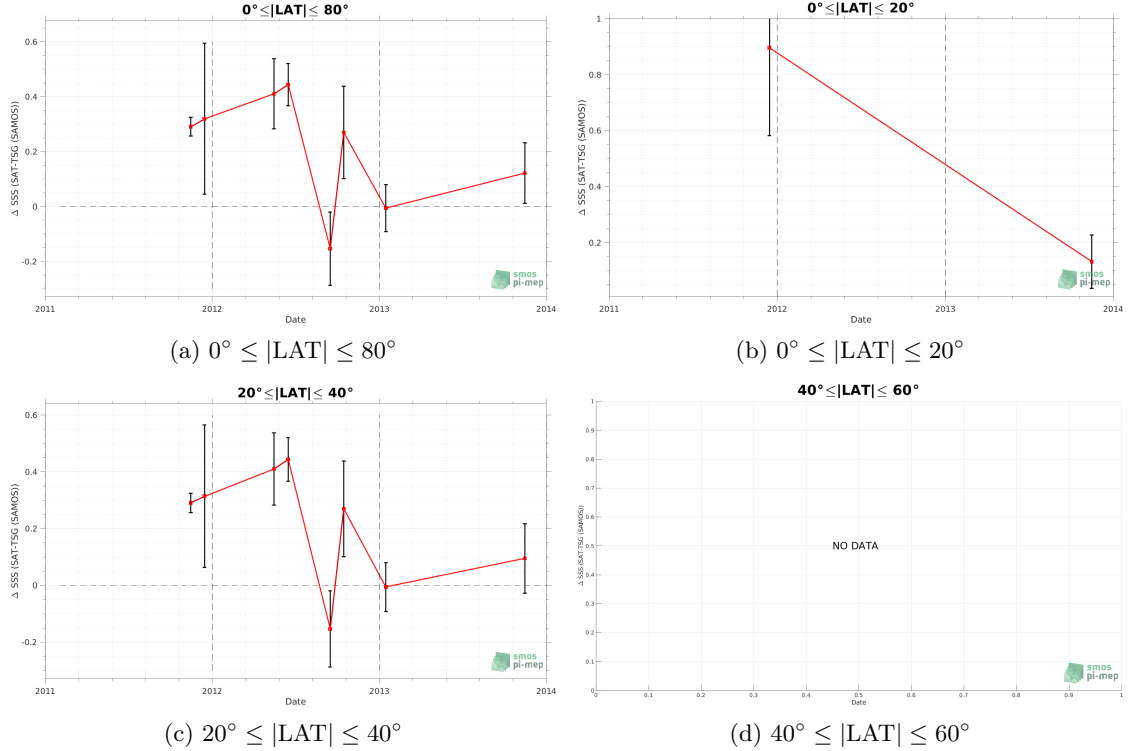 0°≤|LAT|≤ 80°
0.6
0.4
0.2
0
-0.2
Δ SSS (SAT-TSG (SAMOS))
smos
pi-mep
2011
2012
2013
2014
Date
(a) 0° ≤ |LAT| ≤ 80°
0°≤|LAT|≤ 20°
1
0.8
0.6
0.4
0.2
Δ SSS (SAT-TSG (SAMOS))
smos
pi-mep
2011
2012
2013
2014
Date
(b) 0° ≤ |LAT| ≤ 20°
20°≤|LAT|≤ 40°
0.6
0.4
0.2
0
-0.2
Δ SSS (SAT-TSG (SAMOS))
smos
pi-mep
2011
2012
2013
2014
Date
(c) 20° ≤ |LAT| ≤ 40°
40°≤|LAT|≤ 60°
1
0.9
0.8
0.7
0.6
0.5
0.4
0.3
0.2
0.1
0
Δ SSS (SAT-TSG (SAMOS))
NO DATA
smos
pi-mep
0
0.1
0.2
0.3
0.4
0.5
0.6
0.7
0.8
0.9
1
Date
(d) 40° ≤ |LAT| ≤ 60°